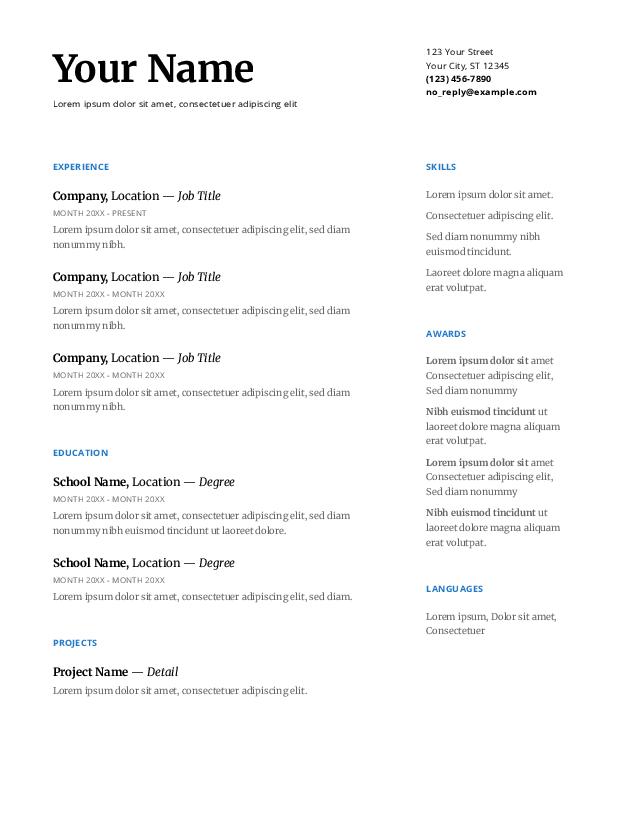 Your Name
Lorem ipsum dolor sit amet, consectetuer adipiscing elit
123 Your Street
Your City, ST 12345
(123) 456-7890
no_reply@example.com
EXPERIENCE
Company, Location — Job Title
MONTH 20XX - PRESENT
Lorem ipsum dolor sit amet, consectetuer adipiscing elit, sed diam
nonummy nibh.
Company, Location — Job Title
MONTH 20XX - MONTH 20XX
Lorem ipsum dolor sit amet, consectetuer adipiscing elit, sed diam
nonummy nibh.
Company, Location — Job Title
MONTH 20XX - MONTH 20XX
Lorem ipsum dolor sit amet, consectetuer adipiscing elit, sed diam
nonummy nibh.
EDUCATION
School Name, Location — Degree
MONTH 20XX - MONTH 20XX
Lorem ipsum dolor sit amet, consectetuer adipiscing elit, sed diam
nonummy nibh euismod tincidunt ut laoreet dolore.
School Name, Location — Degree
MONTH 20XX - MONTH 20XX
Lorem ipsum dolor sit amet, consectetuer adipiscing elit, sed diam.
PROJECTS
Project Name — Detail
Lorem ipsum dolor sit amet, consectetuer adipiscing elit.
SKILLS
Lorem ipsum dolor sit amet.
Consectetuer adipiscing elit.
Sed diam nonummy nibh
euismod tincidunt.
Laoreet dolore magna aliquam
erat volutpat.
AWARDS
Lorem ipsum dolor sit amet
Consectetuer adipiscing elit,
Sed diam nonummy
Nibh euismod tincidunt ut
laoreet dolore magna aliquam
erat volutpat.
Lorem ipsum dolor sit amet
Consectetuer adipiscing elit,
Sed diam nonummy
Nibh euismod tincidunt ut
laoreet dolore magna aliquam
erat volutpat.
LANGUAGES
Lorem ipsum, Dolor sit amet,
Consectetuer